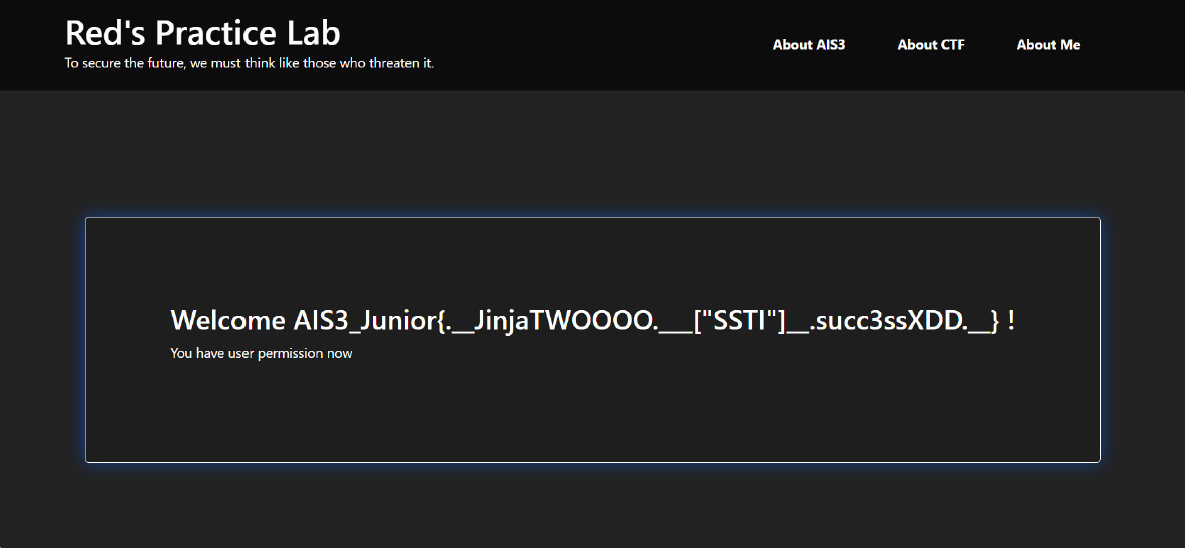 Red's Practice Lab
To secure the future, we must think like those who threaten it.
About AIS3
About CTF
About Me
Welcome AIS3_Junior{.__JinjaTWOOOO.___["SSTI"]__.succ3ssXDD.__} !
You have user permission now